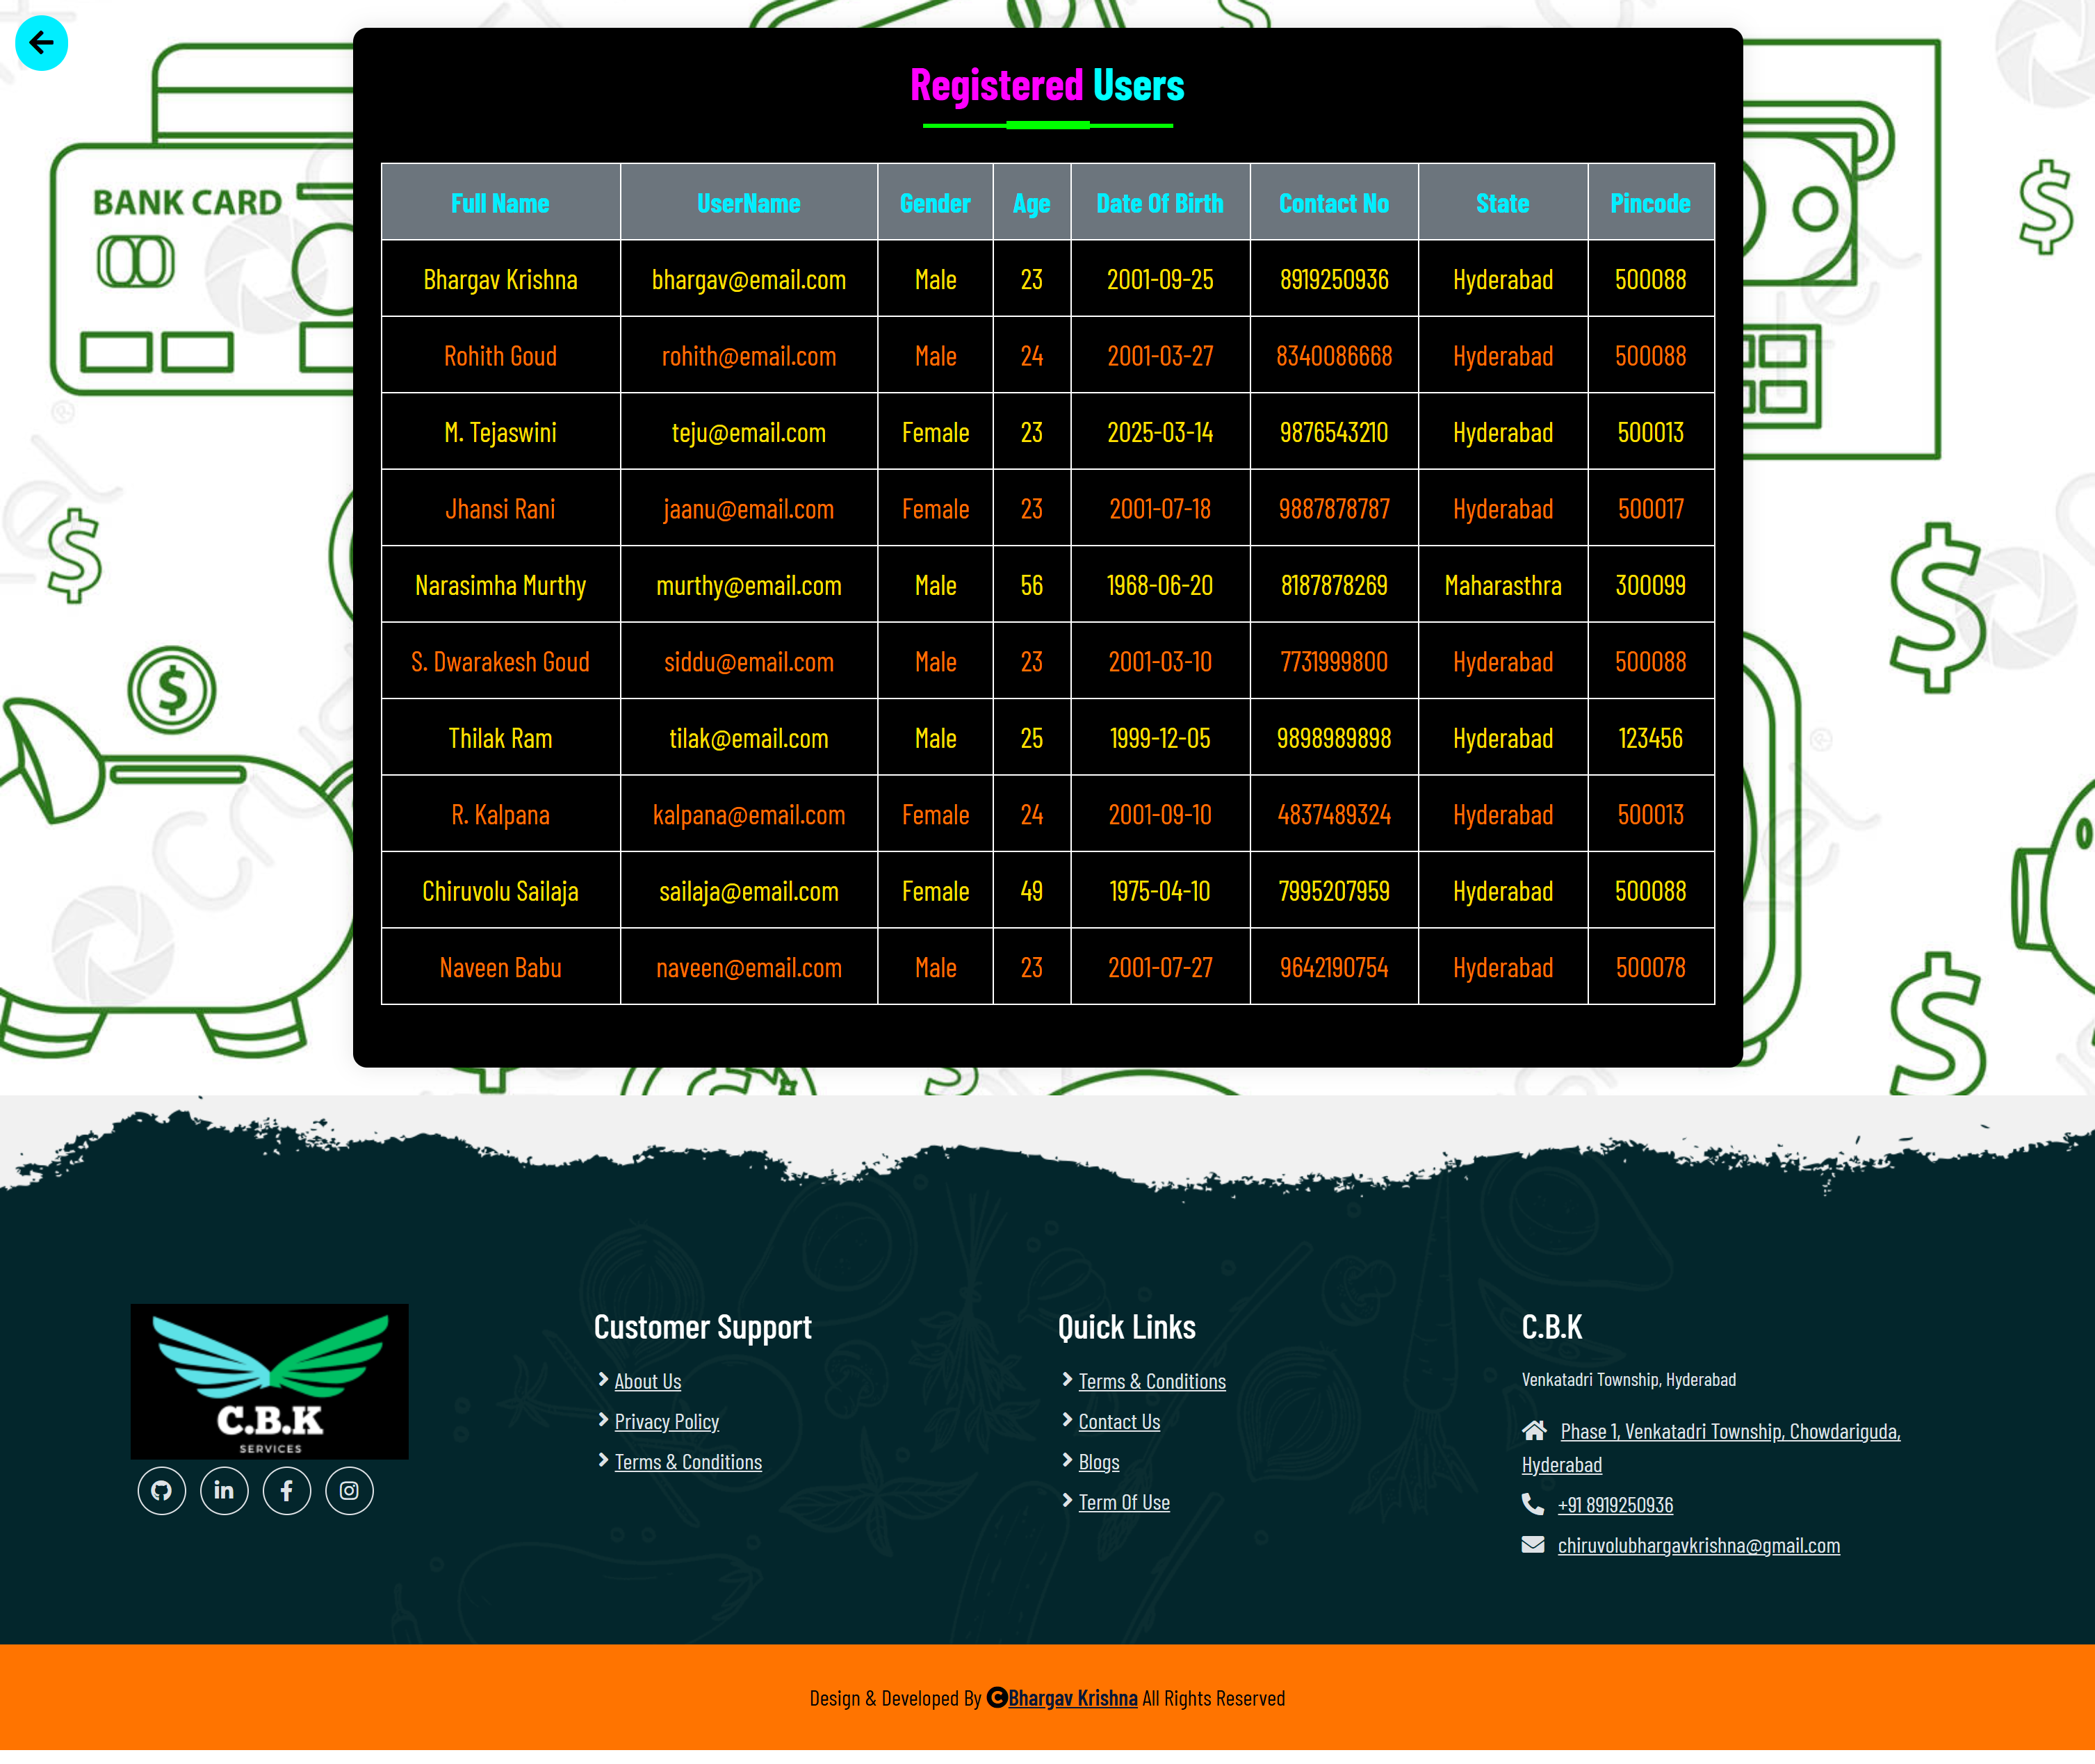 BANK CARD
Registered Users
Full Name UserName Gender Age Date Of Birth Contact No State Pincode
Bhargav Krishna bhargav@email.com Male 23 2001-09-25 8919250936 Hyderabad 500088
Rohith Goud rohith@email.com Male 24 2001-03-27 8340086668 Hyderabad 500088
M. Tejaswini teju@email.com Female 23 2025-03-14 9876543210 Hyderabad 500013
Jhansi Rani jaanu@email.com Female 23 2001-07-18 9887878787 Hyderabad 500017
Narasimha Murthy murthy@email.com Male 56 1968-06-20 8187878269 Maharasthra 300099
S. Dwarakesh Goud siddu@email.com Male 23 2001-03-10 7731999800 Hyderabad 500088
Thilak Ram tilak@email.com Male 25 1999-12-05 9898989898 Hyderabad 123456
R. Kalpana kalpana@email.com Female 24 2001-09-10 4837489324 Hyderabad 500013
Chiruvolu Sailaja sailaja@email.com Female 49 1975-04-10 7995207959 Hyderabad 500088
Naveen Babu naveen@email.com Male 23 2001-07-27 9642190754 Hyderabad 500078
C.B.K
SERVICES
Customer Support
About Us
Privacy Policy
Terms & Conditions
Quick Links
Terms & Conditions
Contact Us
Blogs
Term Of Use
C.B.K
Venkatadri Township, Hyderabad
Phase 1, Venkatadri Township, Chowdariguda,
Hyderabad
+91 8919250936
chiruvolubhargavkrishna@gmail.com
Design & Developed By ©Bhargav Krishna All Rights Reserved